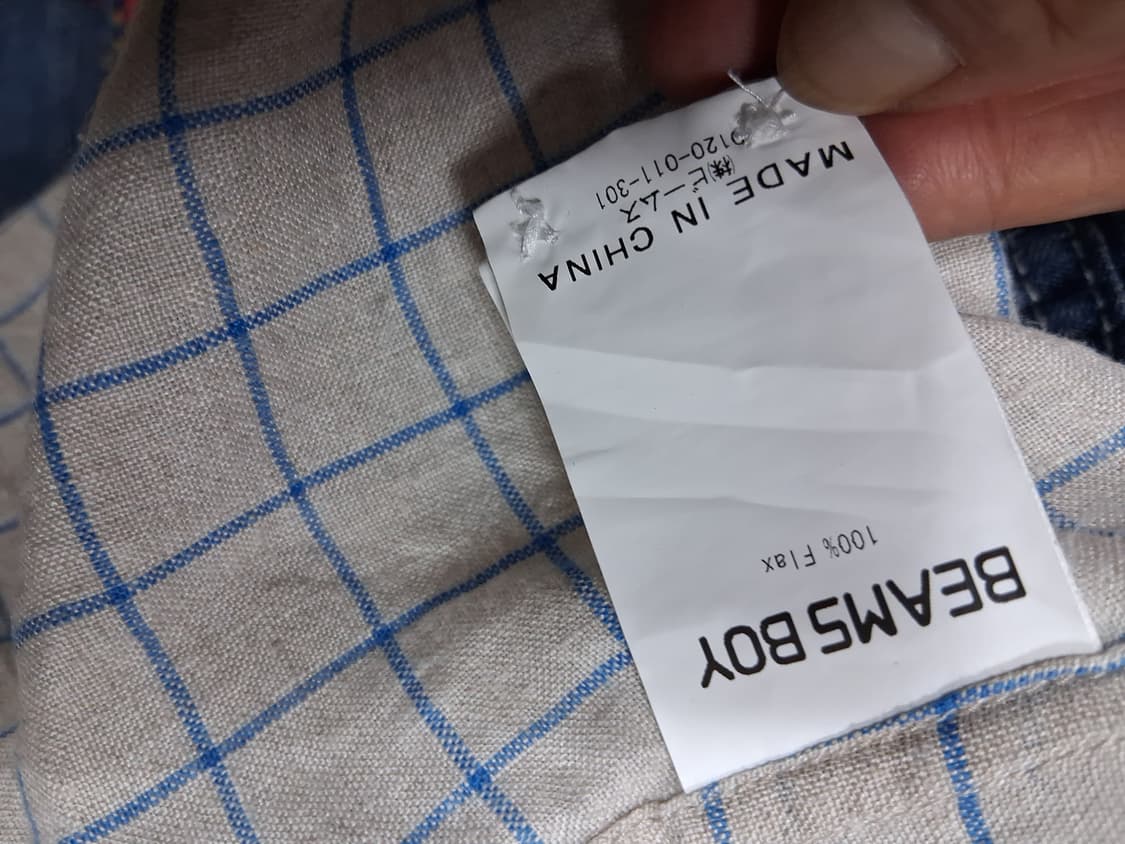 BEAMS BOY
100% Flax
MADE IN CHINA
㈱ビームス
0120-011-301